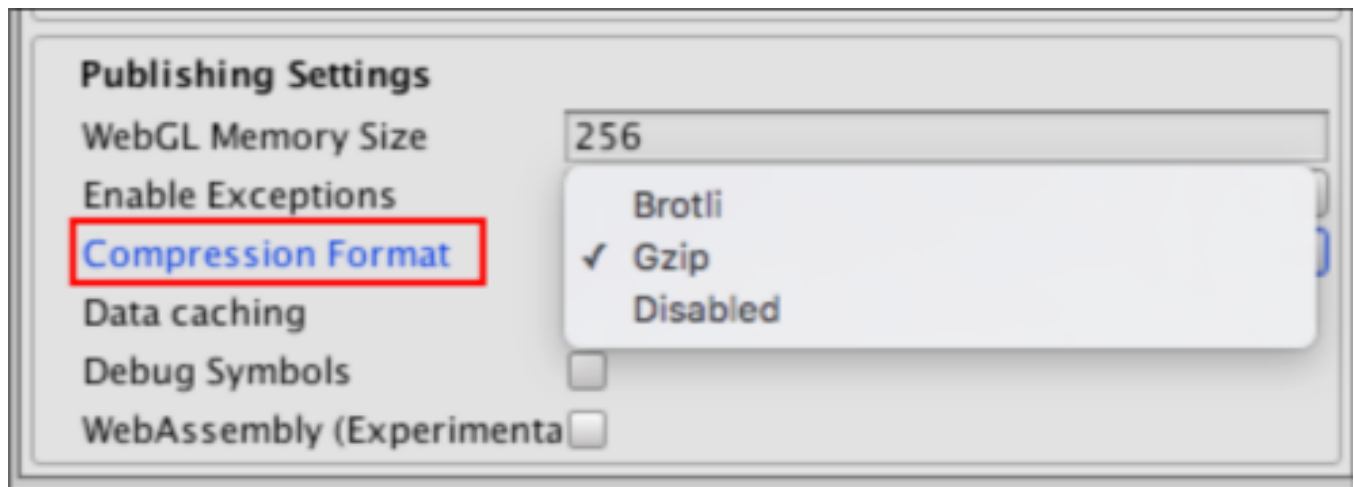 Publishing Settings
WebGL Memory Size 256
Enable Exceptions
Brotli
Compression Format ✓ Gzip
Data caching
Disabled
Debug Symbols
WebAssembly (Experimenta